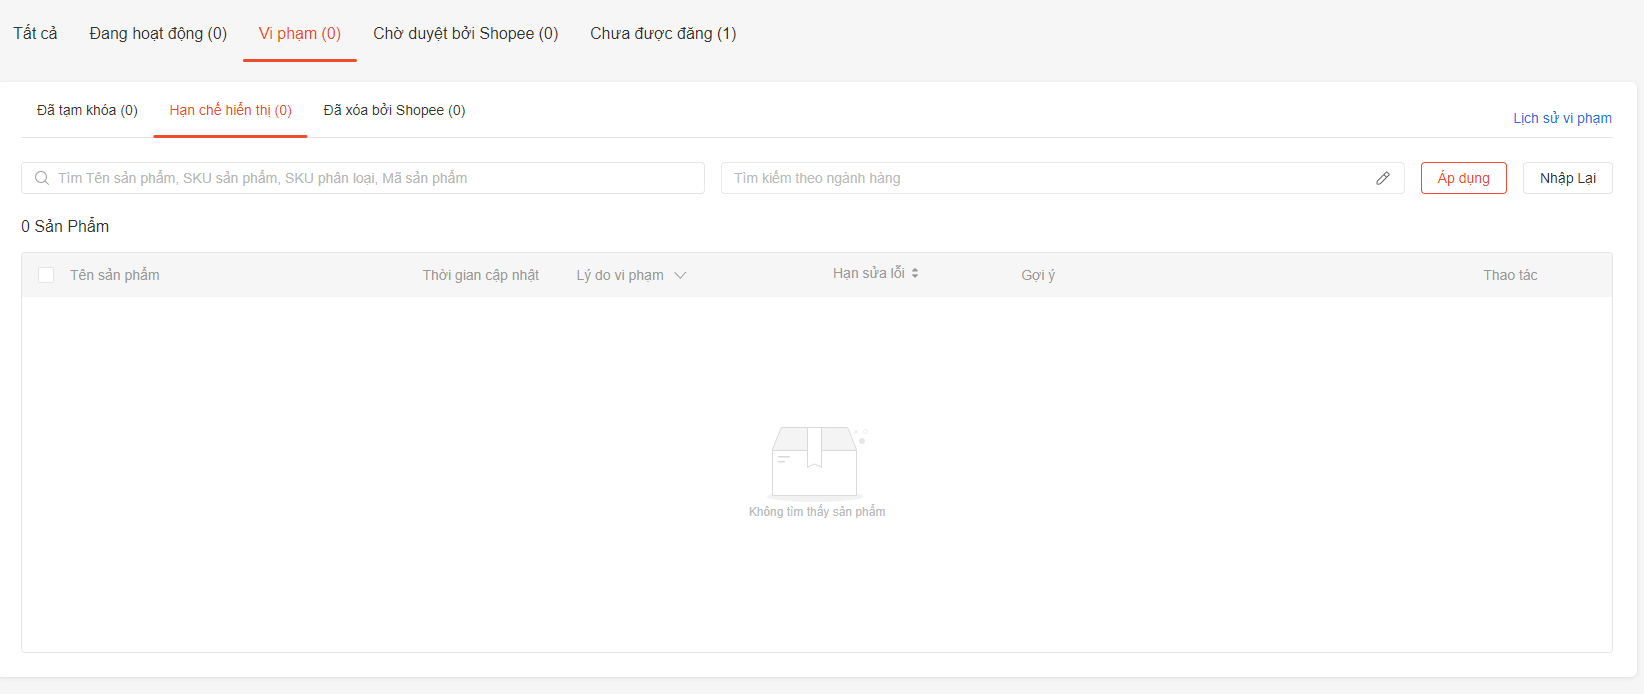 Tất cả Đang hoạt động (0) Vi phạm (0) Chờ duyệt bởi Shopee (0) Chưa được đăng (1)
Đã tạm khóa (0) Hạn chế hiển thị (0) Đã xóa bởi Shopee (0)
Lịch sử vi phạm
Tìm Tên sản phẩm, SKU sản phẩm, SKU phân loại, Mã sản phẩm Tìm kiếm theo ngành hàng Áp dụng Nhập Lại
0 Sản Phẩm
Tên sản phẩm Thời gian cập nhật Lý do vi phạm Hạn sửa lỗi Gợi ý Thao tác
Không tìm thấy sản phẩm